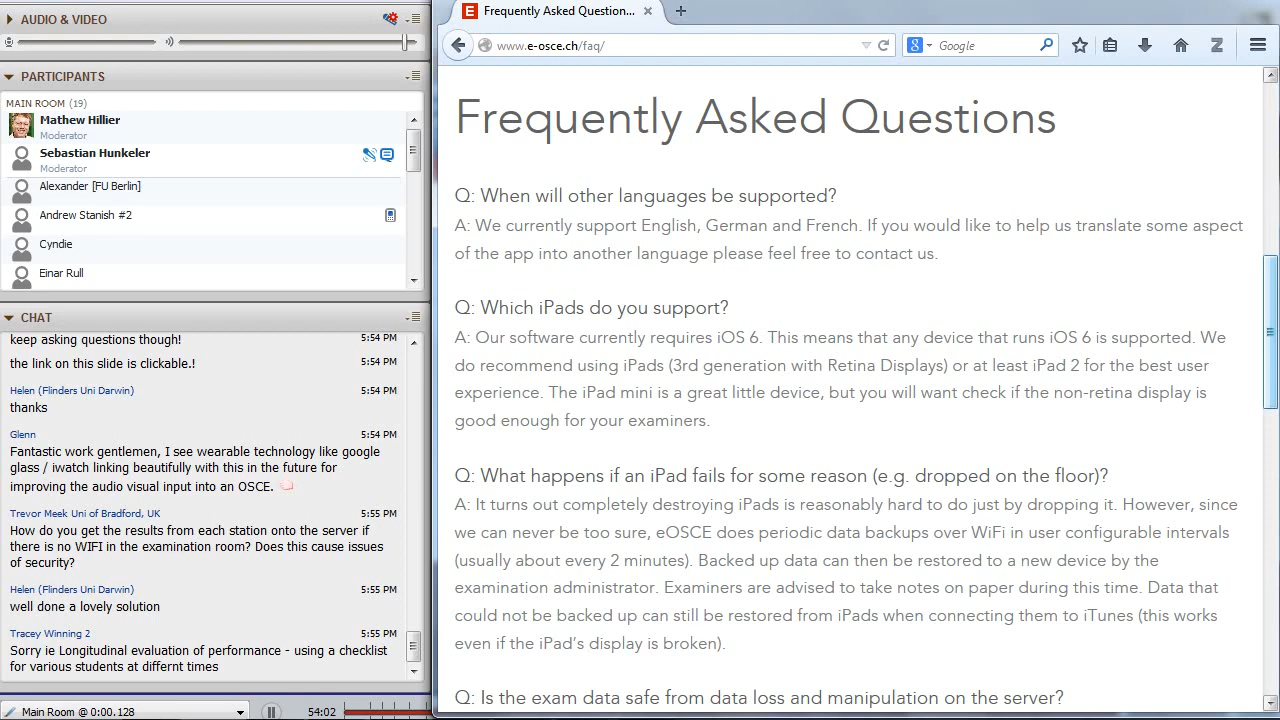 AUDIO & VIDEO
PARTICIPANTS
MAIN ROOM (19)
Mathew Hillier
Moderator
Sebastian Hunkeler
Moderator
Alexander [FU Berlin]
Andrew Stanish #2
Cyndie
Einar Rull
CHAT
keep asking questions though! 5:54 PM
the link on this slide is clickable.! 5:54 PM
Helen (Flinders Uni Darwin) 5:54 PM
thanks
Glenn 5:54 PM
Fantastic work gentlemen, I see wearable technology like google
glass / iwatch linking beautifully with this in the future for
improving the audio visual input into an OSCE.
Trevor Meek Uni of Bradford, UK 5:55 PM
How do you get the results from each station onto the server if
there is no WIFI in the examination room? Does this cause issues
of security?
Helen (Flinders Uni Darwin) 5:55 PM
well done a lovely solution
Tracey Winning 2 5:55 PM
Sorry ie Longitudinal evaluation of performance - using a checklist
for various students at differnt times
Main Room @ 0:00.128
54:02
E Frequently Asked Question...
www.e-osce.ch/faq/
Google
Frequently Asked Questions
Q: When will other languages be supported?
A: We currently support English, German and French. If you would like to help us translate some aspect
of the app into another language please feel free to contact us.
Q: Which iPads do you support?
A: Our software currently requires iOS 6. This means that any device that runs iOS 6 is supported. We
do recommend using iPads (3rd generation with Retina Displays) or at least iPad 2 for the best user
experience. The iPad mini is a great little device, but you will want check if the non-retina display is
good enough for your examiners.
Q: What happens if an iPad fails for some reason (e.g. dropped on the floor)?
A: It turns out completely destroying iPads is reasonably hard to do just by dropping it. However, since
we can never be too sure, eOSCE does periodic data backups over WiFi in user configurable intervals
(usually about every 2 minutes). Backed up data can then be restored to a new device by the
examination administrator. Examiners are advised to take notes on paper during this time. Data that
could not be backed up can still be restored from iPads when connecting them to iTunes (this works
even if the iPad's display is broken).
Q: Is the exam data safe from data loss and manipulation on the server?